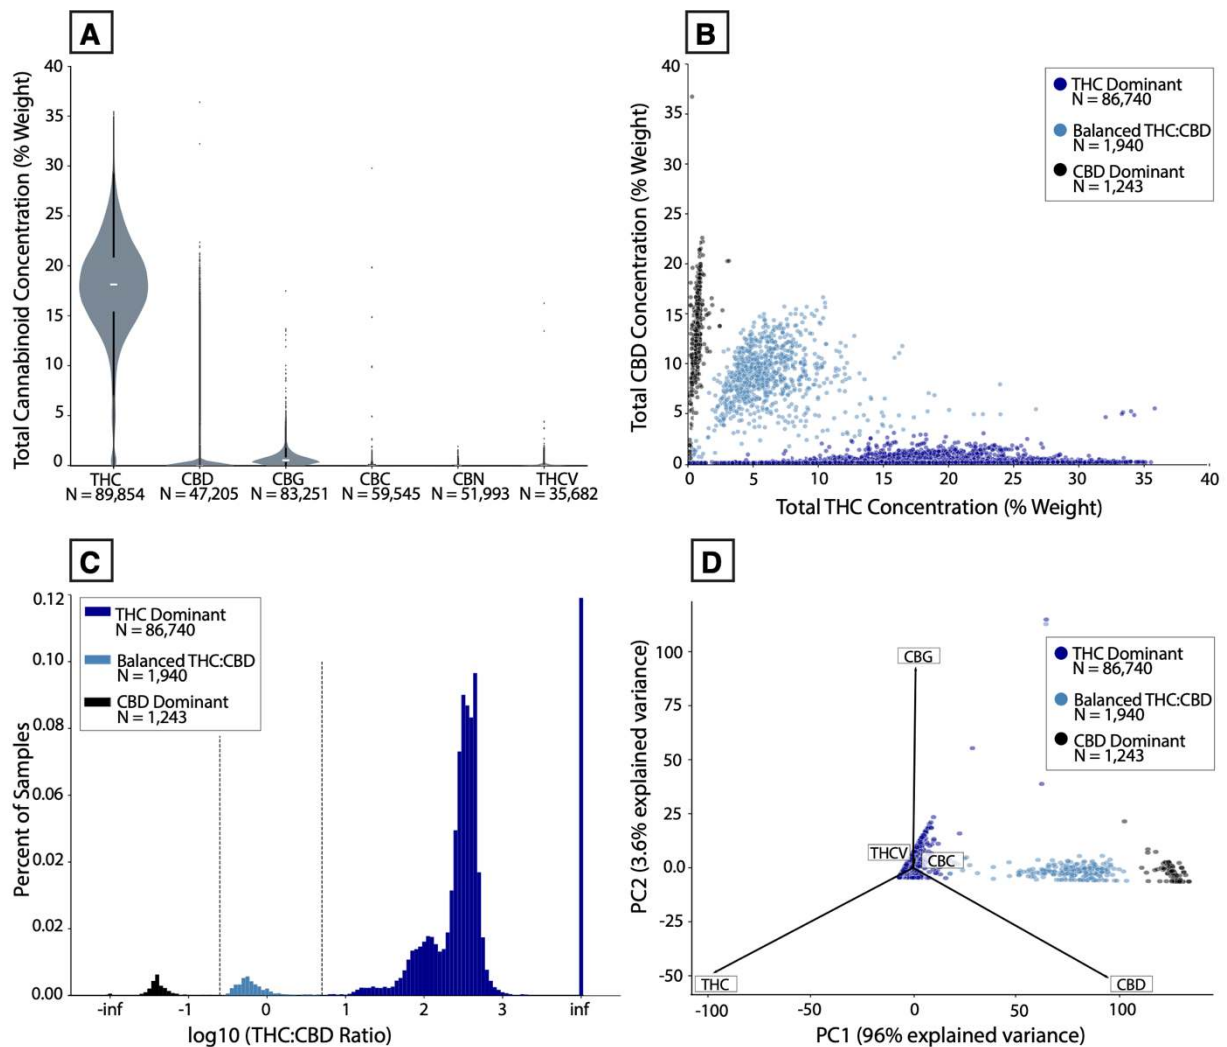 A
Total Cannabinoid Concentration (% Weight)
40
35
30
25
20
15
10
5
0
THC
N = 89,854
CBD
N = 47,205
CBG
N = 83,251
CBC
N = 59,545
CBN
N = 51,993
THCV
N = 35,682
B
Total CBD Concentration (% Weight)
40
35
30
25
20
15
10
5
0
0
5
10
15
20
25
30
35
40
Total THC Concentration (% Weight)
THC Dominant
N = 86,740
Balanced THC:CBD
N = 1,940
CBD Dominant
N = 1,243
C
Percent of Samples
0.12
0.10
0.08
0.06
0.02
0.02
0.00
-inf
-1
0
1
2
3
inf
log10 (THC:CBD Ratio)
THC Dominant
N = 86,740
Balanced THC:CBD
N = 1,940
CBD Dominant
N = 1,243
D
PC2 (3.6% explained variance)
100
75
50
25
0.0
-25
-50
-100
-50
0
50
100
PC1 (96% explained variance)
CBG
THCV
CBC
THC
CBD
THC Dominant
N = 86,740
Balanced THC:CBD
N = 1,940
CBD Dominant
N = 1,243